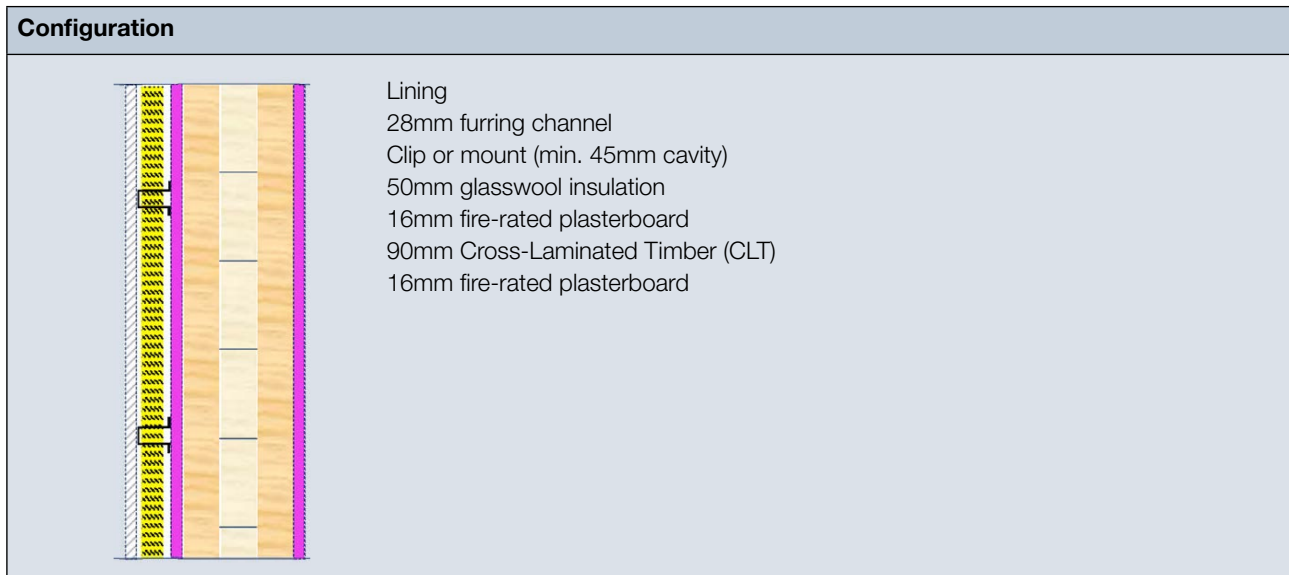 Configuration
Lining
28mm furring channel
Clip or mount (min. 45mm cavity)
50mm glasswool insulation
16mm fire-rated plasterboard
90mm Cross-Laminated Timber (CLT)
16mm fire-rated plasterboard